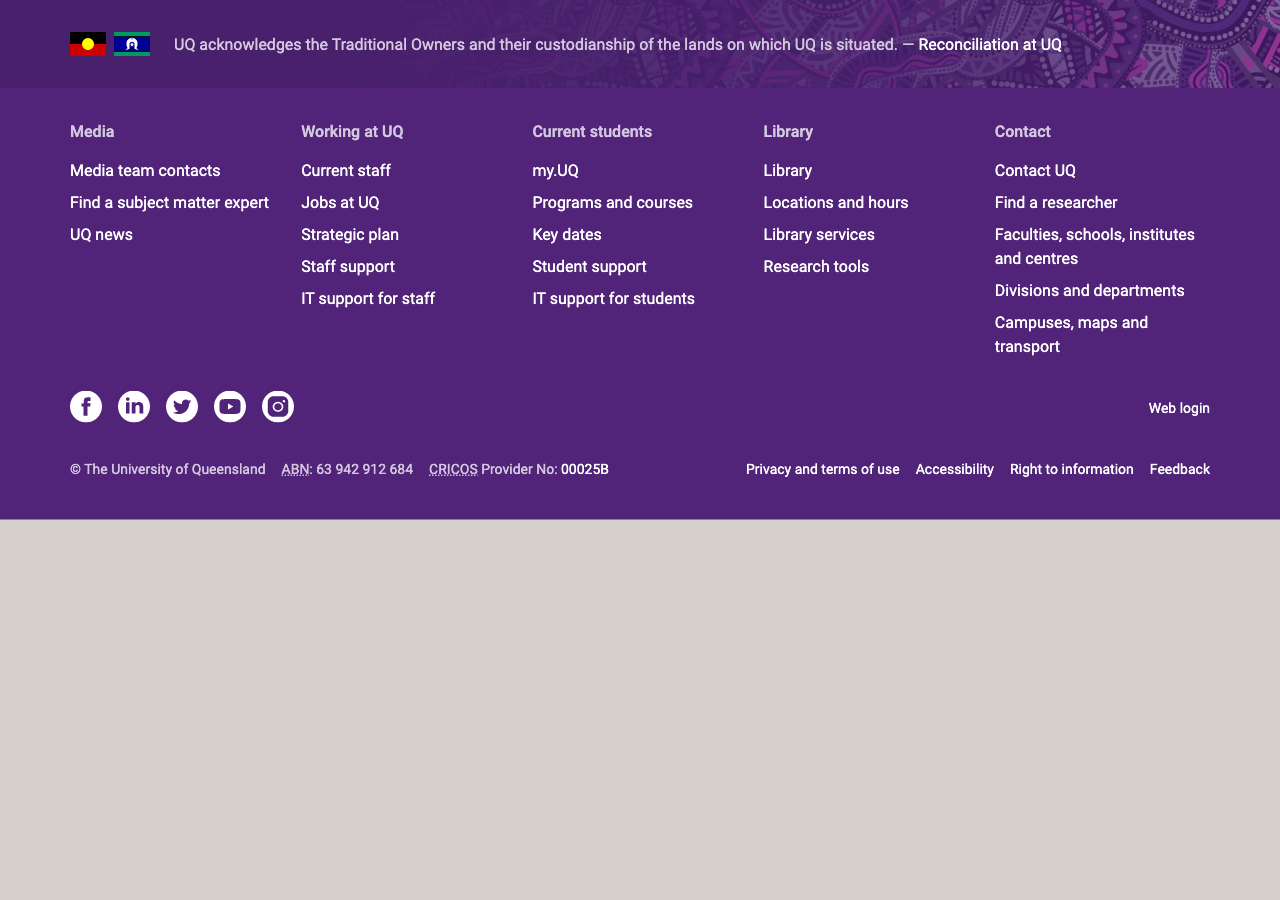 UQ acknowledges the Traditional Owners and their custodianship of the lands on which UQ is situated. — Reconciliation at UQ
Media
Media team contacts
Find a subject matter expert
UQ news
Working at UQ
Current staff
Jobs at UQ
Strategic plan
Staff support
IT support for staff
Current students
my.UQ
Programs and courses
Key dates
Student support
IT support for students
Library
Library
Locations and hours
Library services
Research tools
Contact
Contact UQ
Find a researcher
Faculties, schools, institutes
and centres
Divisions and departments
Campuses, maps and
transport
Web login
© The University of Queensland ABN: 63 942 912 684 CRICOS Provider No: 00025B
Privacy and terms of use Accessibility Right to information Feedback